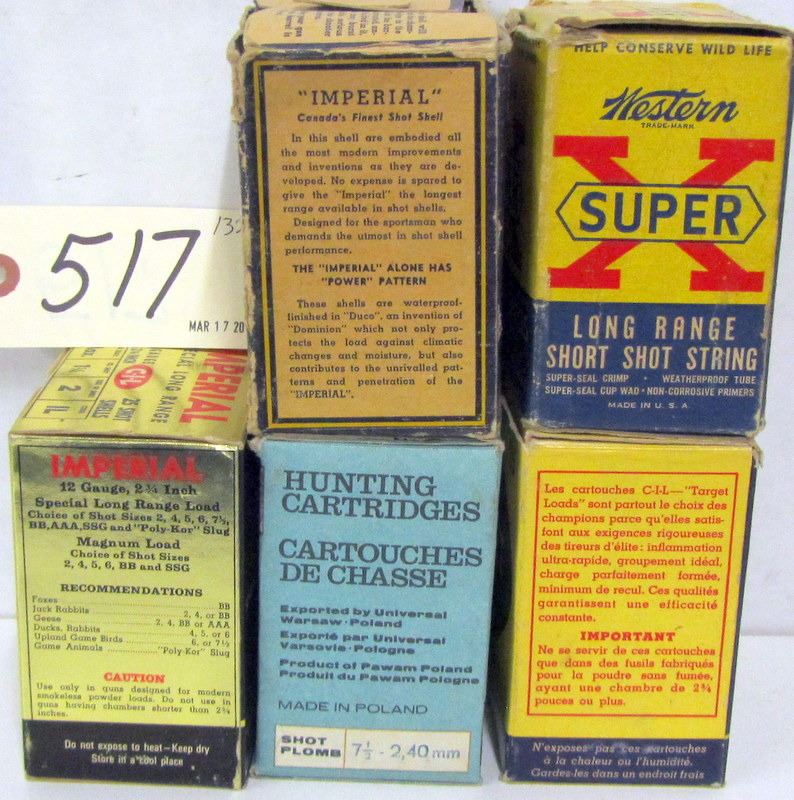 "IMPERIAL"
Canada's Finest Shot Shell
In this shell are embodied all
the most modern improvements
and inventions as they are de-
veloped. No expense is spared to
give the "Imperial" the longest
range available in shot shells.
Designed for the sportsman who
demands the utmost in shot shell
performance.
THE "IMPERIAL" ALONE HAS
"POWER" PATTERN
These shells are waterproof-
finished in "Duco", an invention of
"Dominion" which not only pro-
tects the load against climatic
changes and moisture, but also
contributes to the unrivalled pat-
terns and penetration of the
"IMPERIAL".
HELP CONSERVE WILD LIFE
Western
TRADE-MARK
SUPER X
LONG RANGE
SHORT SHOT STRING
SUPER-SEAL CRIMP · WEATHERPROOF TUBE
SUPER-SEAL CUP WAD · NON-CORROSIVE PRIMERS
MADE IN U. S. A
517
MAR 17 20
IMPERIAL
SPECIAL LONG RANGE
C-I-L
25 SHOT
SHELLS
2
IMPERIAL
12 Gauge, 2¾ Inch
Special Long Range Load
Choice of Shot Sizes 2, 4, 5, 6, 7½,
BB,AAA,SSG and "Poly-Kor" Slug
Magnum Load
Choice of Shot Sizes
2, 4, 5, 6, BB and SSG
RECOMMENDATIONS
Foxes BB
Jack Rabbits 2, 4, or BB
Geese 2, 4, BB or AAA
Ducks, Rabbits 4, 5, or 6
Upland Game Birds 6, or 7½
Game Animals "Poly-Kor" Slug
CAUTION
Use only in guns designed for modern
smokeless powder loads. Do not use in
guns having chambers shorter than 2¾
inches.
Do not expose to heat—Keep dry
Store in a cool place
HUNTING
CARTRIDGES
CARTOUCHES
DE CHASSE
Exported by Universal
Warsaw · Poland
Exporté par Universal
Varsovie · Pologne
Product of Pawam Poland
Produit du Pawam Pologne
MADE IN POLAND
SHOT
PLOMB 7½ - 2,40 mm
Les cartouches C-I-L—"Target
Loads" sont partout le choix des
champions parce qu'elles satis-
font aux exigences rigoureuses
des tireurs d'élite: inflammation
ultra-rapide, groupement idéal,
charge parfaitement formée,
minimum de recul. Ces qualités
garantissent une efficacité
constante.
IMPORTANT
Ne se servir de ces cartouches
que dans des fusils fabriqués
pour la poudre sans fumée,
ayant une chambre de 2¾
pouces ou plus.
N'exposez pas ces cartouches
à la chaleur ou l'humidité.
Gardez-les dans un endroit frais